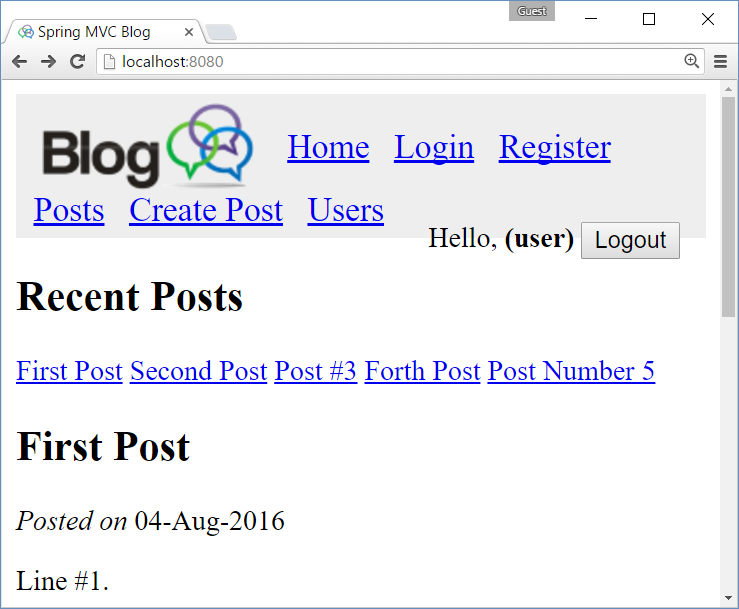 Guest
Spring MVC Blog
localhost:8080
Blog Home Login Register
Posts Create Post Users
Hello, (user) Logout
Recent Posts
First Post Second Post Post #3 Forth Post Post Number 5
First Post
Posted on 04-Aug-2016
Line #1.